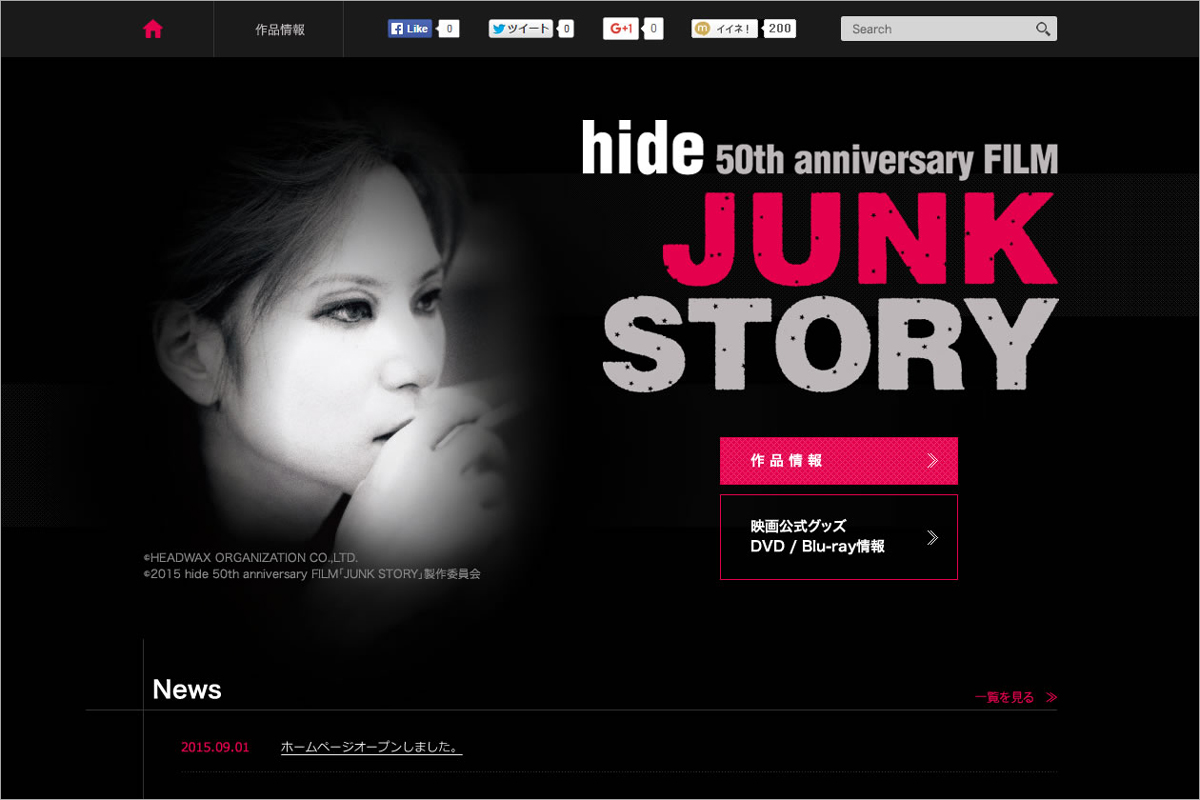 作品情報
Like 0
ツイート 0
G+1 0
m イイネ! 200
Search
hide 50th anniversary FILM
JUNK
STORY
作品情報
映画公式グッズ
DVD / Blu-ray情報
©HEADWAX ORGANIZATION CO.,LTD.
©2015 hide 50th anniversary FILM「JUNK STORY」製作委員会
News
一覧を見る
2015.09.01 ホームページオープンしました。